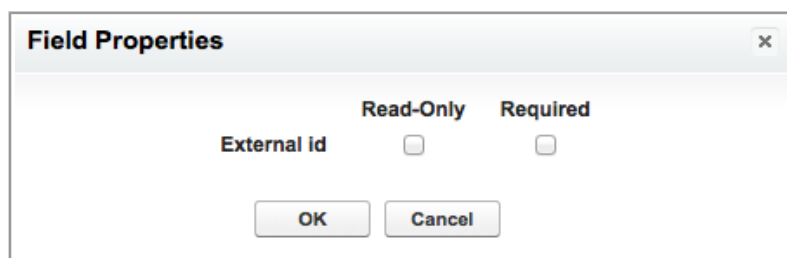 Field Properties
Read-Only Required
External id
OK Cancel